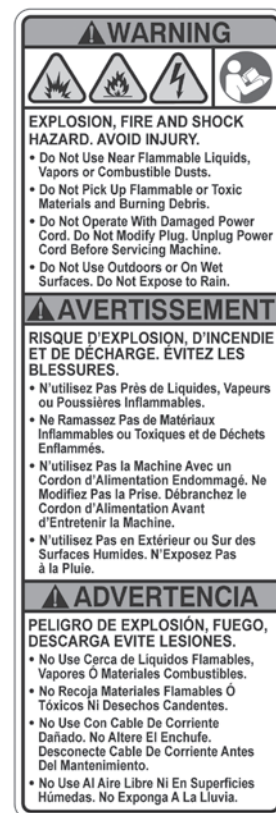 WARNING
EXPLOSION, FIRE AND SHOCK
HAZARD. AVOID INJURY.
• Do Not Use Near Flammable Liquids,
Vapors or Combustible Dusts.
• Do Not Pick Up Flammable or Toxic
Materials and Burning Debris.
• Do Not Operate With Damaged Power
Cord. Do Not Modify Plug. Unplug Power
Cord Before Servicing Machine.
• Do Not Use Outdoors or On Wet
Surfaces. Do Not Expose to Rain.
AVERTISSEMENT
RISQUE D'EXPLOSION, D'INCENDIE
ET DE DÉCHARGE. ÉVITEZ LES
BLESSURES.
• N'utilisez Pas Près de Liquides, Vapeurs
ou Poussières Inflammables.
• Ne Ramassez Pas de Matériaux
Inflammables ou Toxiques et de Déchets
Enflammés.
• N'utilisez Pas la Machine Avec un
Cordon d'Alimentation Endommagé. Ne
Modifiez Pas la Prise. Débranchez le
Cordon d'Alimentation Avant
d'Entretenir la Machine.
• N'utilisez Pas en Extérieur ou Sur des
Surfaces Humides. N'Exposez Pas
à la Pluie.
ADVERTENCIA
PELIGRO DE EXPLOSIÓN, FUEGO,
DESCARGA EVITE LESIONES.
• No Use Cerca de Liquidos Flamables,
Vapores Ó Materiales Combustibles.
• No Recoja Materiales Flamables Ó
Tóxicos Ni Desechos Candentes.
• No Use Con Cable De Corriente
Dañado. No Altere El Enchufe.
Desconecte Cable De Corriente Antes
Del Mantenimiento.
• No Use Al Aire Libre Ni En Superficies
Húmedas. No Exponga A La Lluvia.